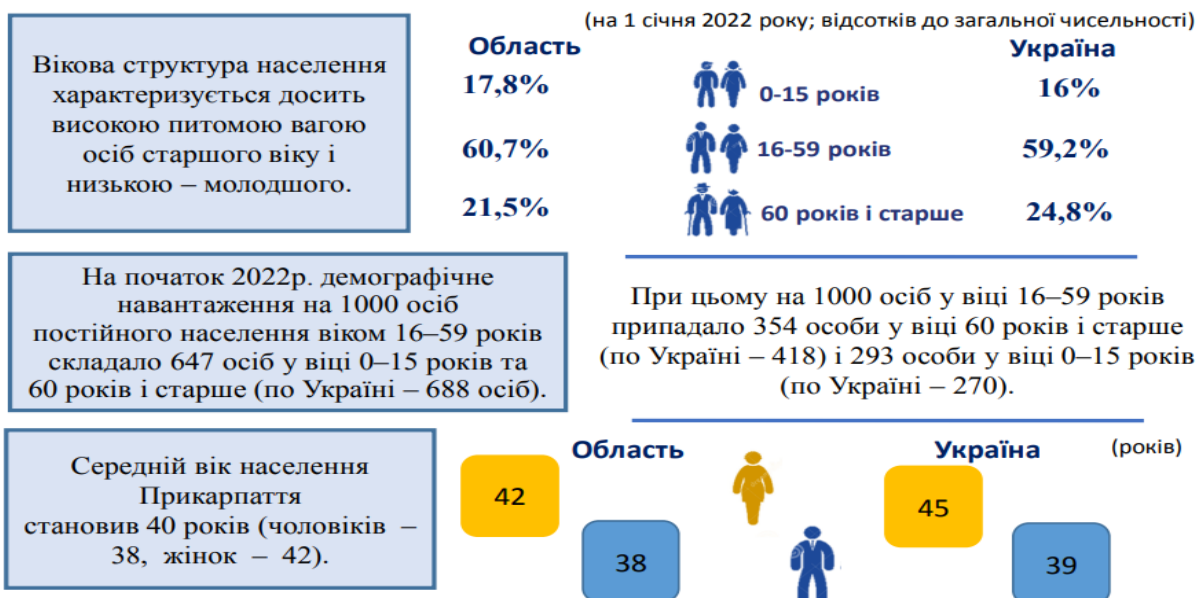 (на 1 січня 2022 року; відсотків до загальної чисельності)
Вікова структура населення
характеризується досить
високою питомою вагою
осіб старшого віку і
низькою – молодшого.
Область
Україна
17,8%
0-15 років
16%
60,7%
16-59 років
59,2%
21,5%
60 років і старше
24,8%
На початок 2022р. демографічне
навантаження на 1000 осіб
постійного населення віком 16–59 років
складало 647 осіб у віці 0–15 років та
60 років і старше (по Україні – 688 осіб).
При цьому на 1000 осіб у віці 16–59 років
припадало 354 особи у віці 60 років і старше
(по Україні – 418) і 293 особи у віці 0–15 років
(по Україні – 270).
Середній вік населення
Прикарпаття
становив 40 років (чоловіків –
38, жінок – 42).
Область
Україна
(років)
42
45
38
39